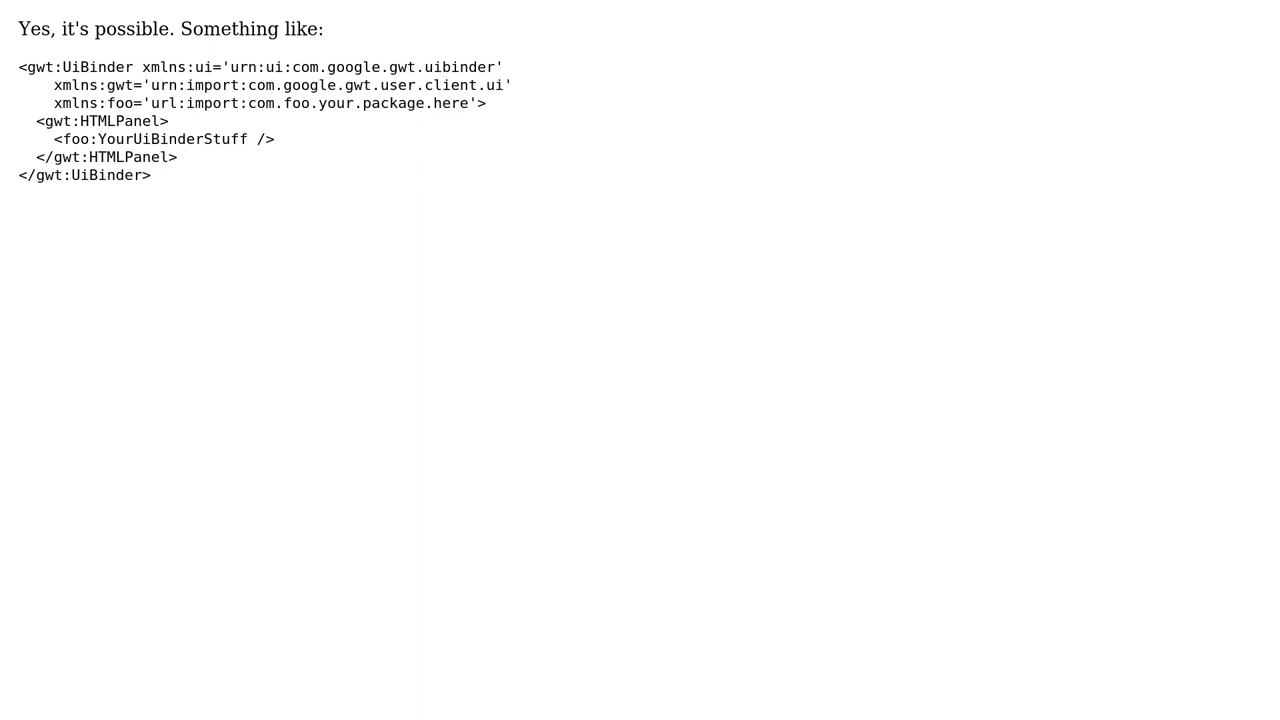 Yes, it's possible. Something like:
<gwt:UiBinder xmlns:ui='urn:ui:com.google.gwt.uibinder'
    xmlns:gwt='urn:import:com.google.gwt.user.client.ui'
    xmlns:foo='url:import:com.foo.your.package.here'>
  <gwt:HTMLPanel>
    <foo:YourUiBinderStuff />
  </gwt:HTMLPanel>
</gwt:UiBinder>